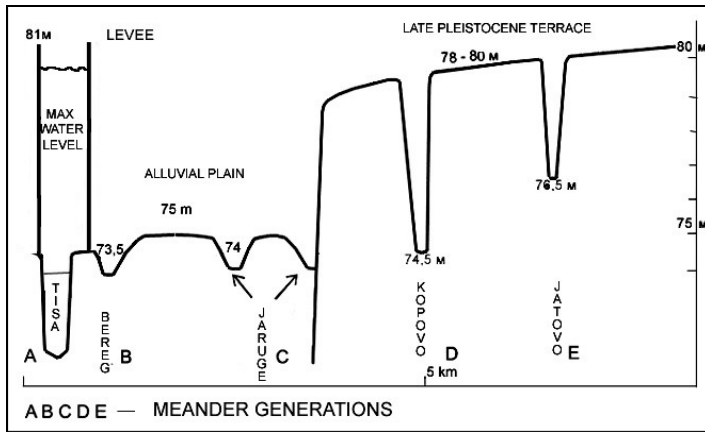 81м LEVEE
LATE PLEISTOCENE TERRACE
80 м
78 - 80 м
MAX
WATER
LEVEL
ALLUVIAL PLAIN
75 m
76,5 м
75 м
73,5
74
74,5 м
TISA
BEREG
JARUGE
KOPOVO
JATOVO
A B C D E
5 km
A B C D E — MEANDER GENERATIONS